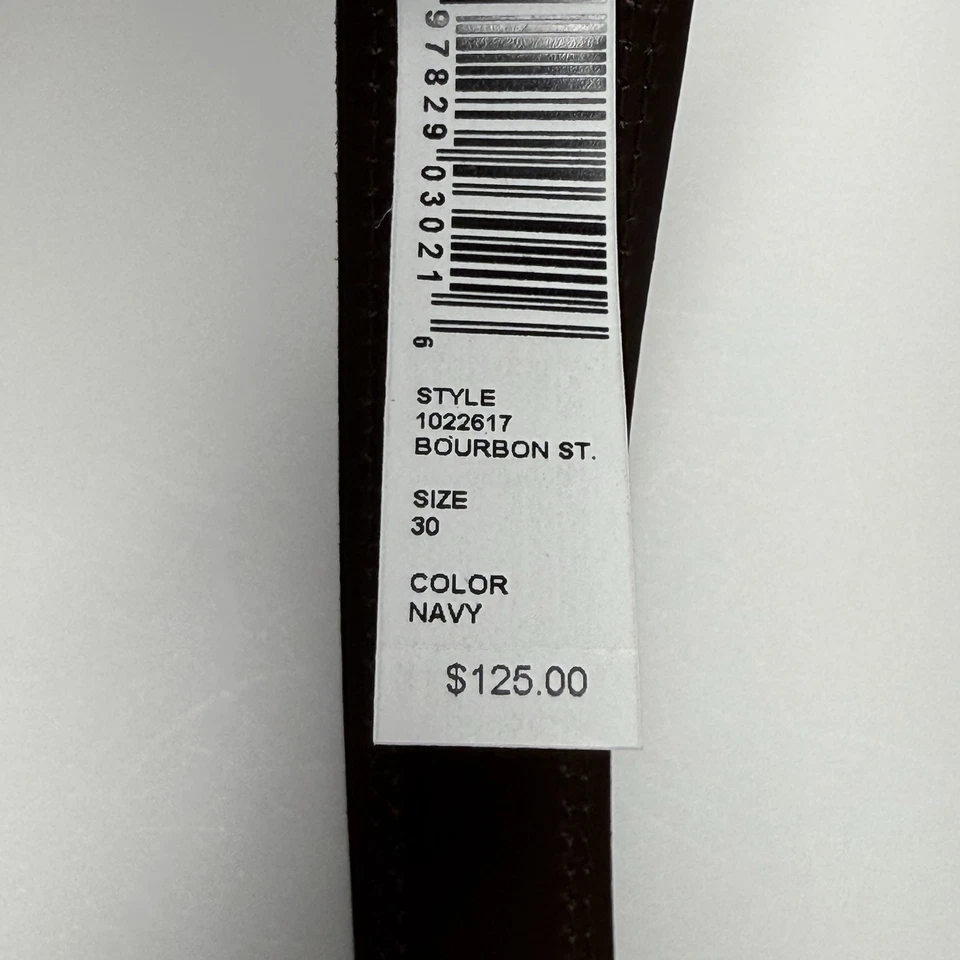 97829 03021 6
STYLE
1022617
BOURBON ST.
SIZE
30
COLOR
NAVY
$125.00